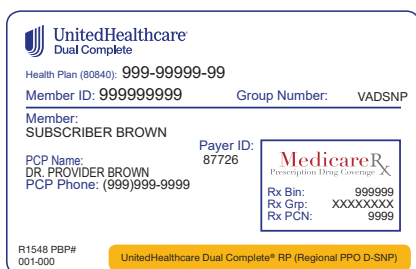 UnitedHealthcare
Dual Complete
Health Plan (80840): 999-99999-99
Member ID: 999999999 Group Number: VADSNP
Member:
SUBSCRIBER BROWN
PCP Name:
DR. PROVIDER BROWN
PCP Phone: (999)999-9999
Payer ID:
87726
MedicareRx
Prescription Drug Coverage
Rx Bin: 999999
Rx Grp: XXXXXXXX
Rx PCN: 9999
R1548 PBP#
001-000
UnitedHealthcare Dual Complete® RP (Regional PPO D-SNP)